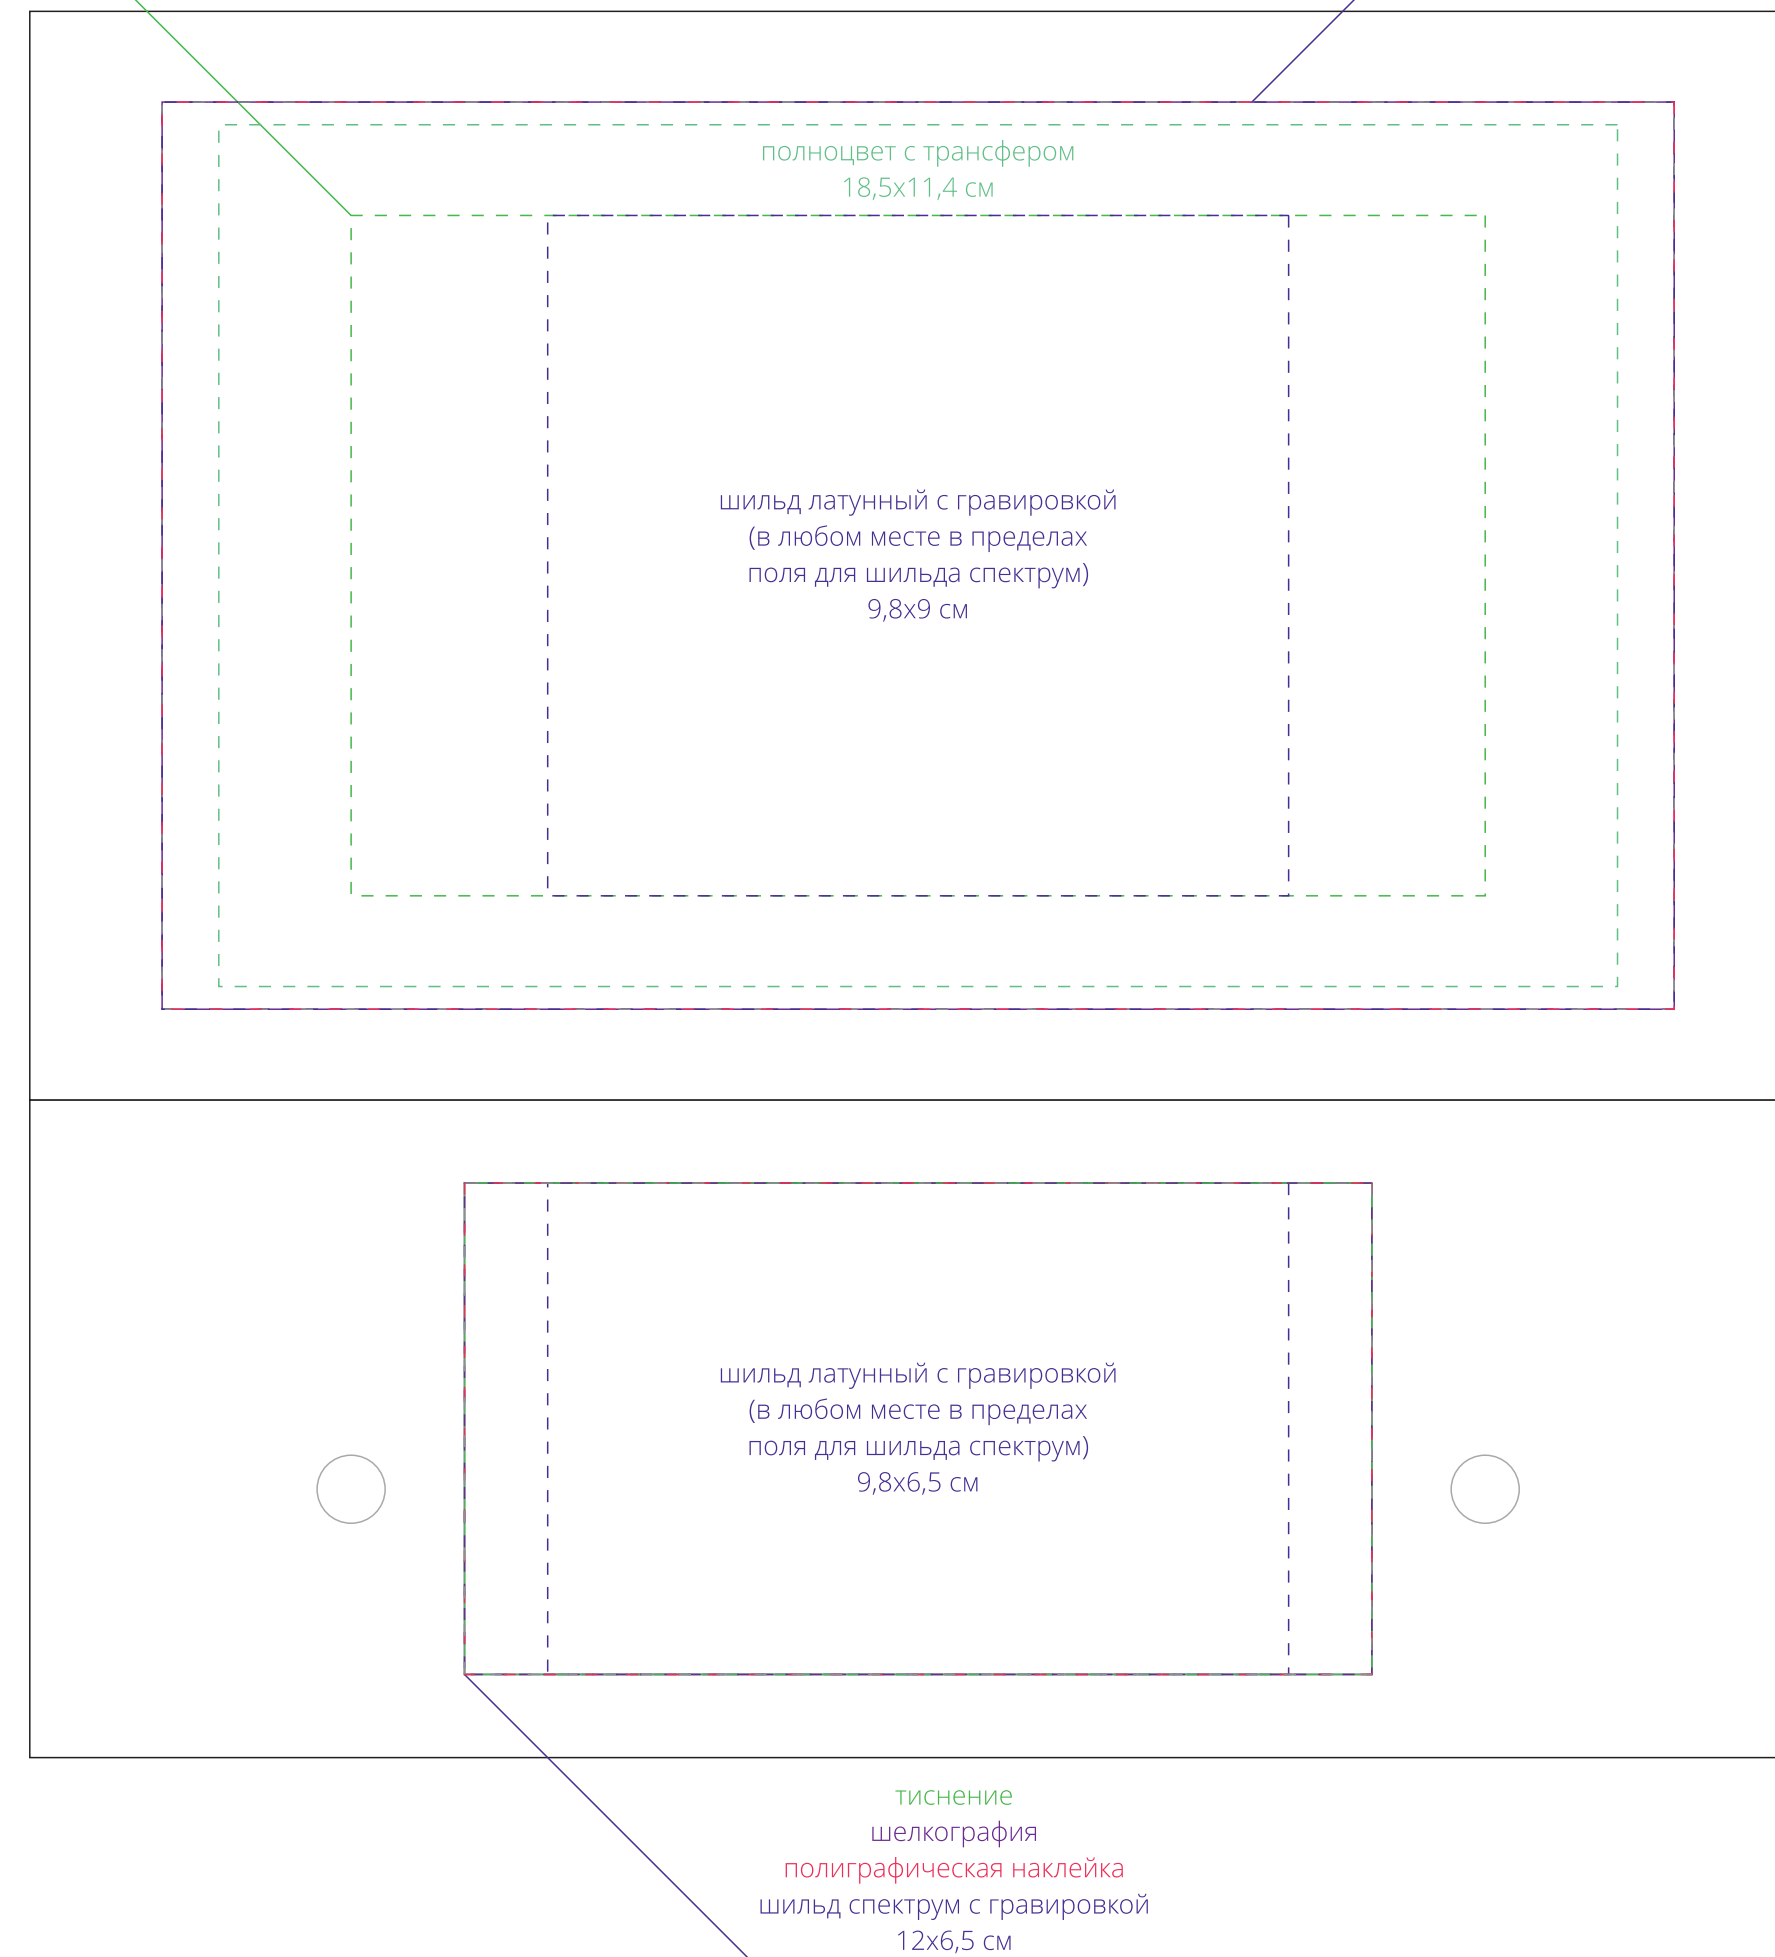 полноцвет с трансфером
18,5х11,4 см
шильд латунный с гравировкой
(в любом месте в пределах
поля для шильда спектрум)
9,8х9 см
шильд латунный с гравировкой
(в любом месте в пределах
поля для шильда спектрум)
9,8х6,5 см
тиснение
шелкография
полиграфическая наклейка
шильд спектрум с гравировкой
12х6,5 см